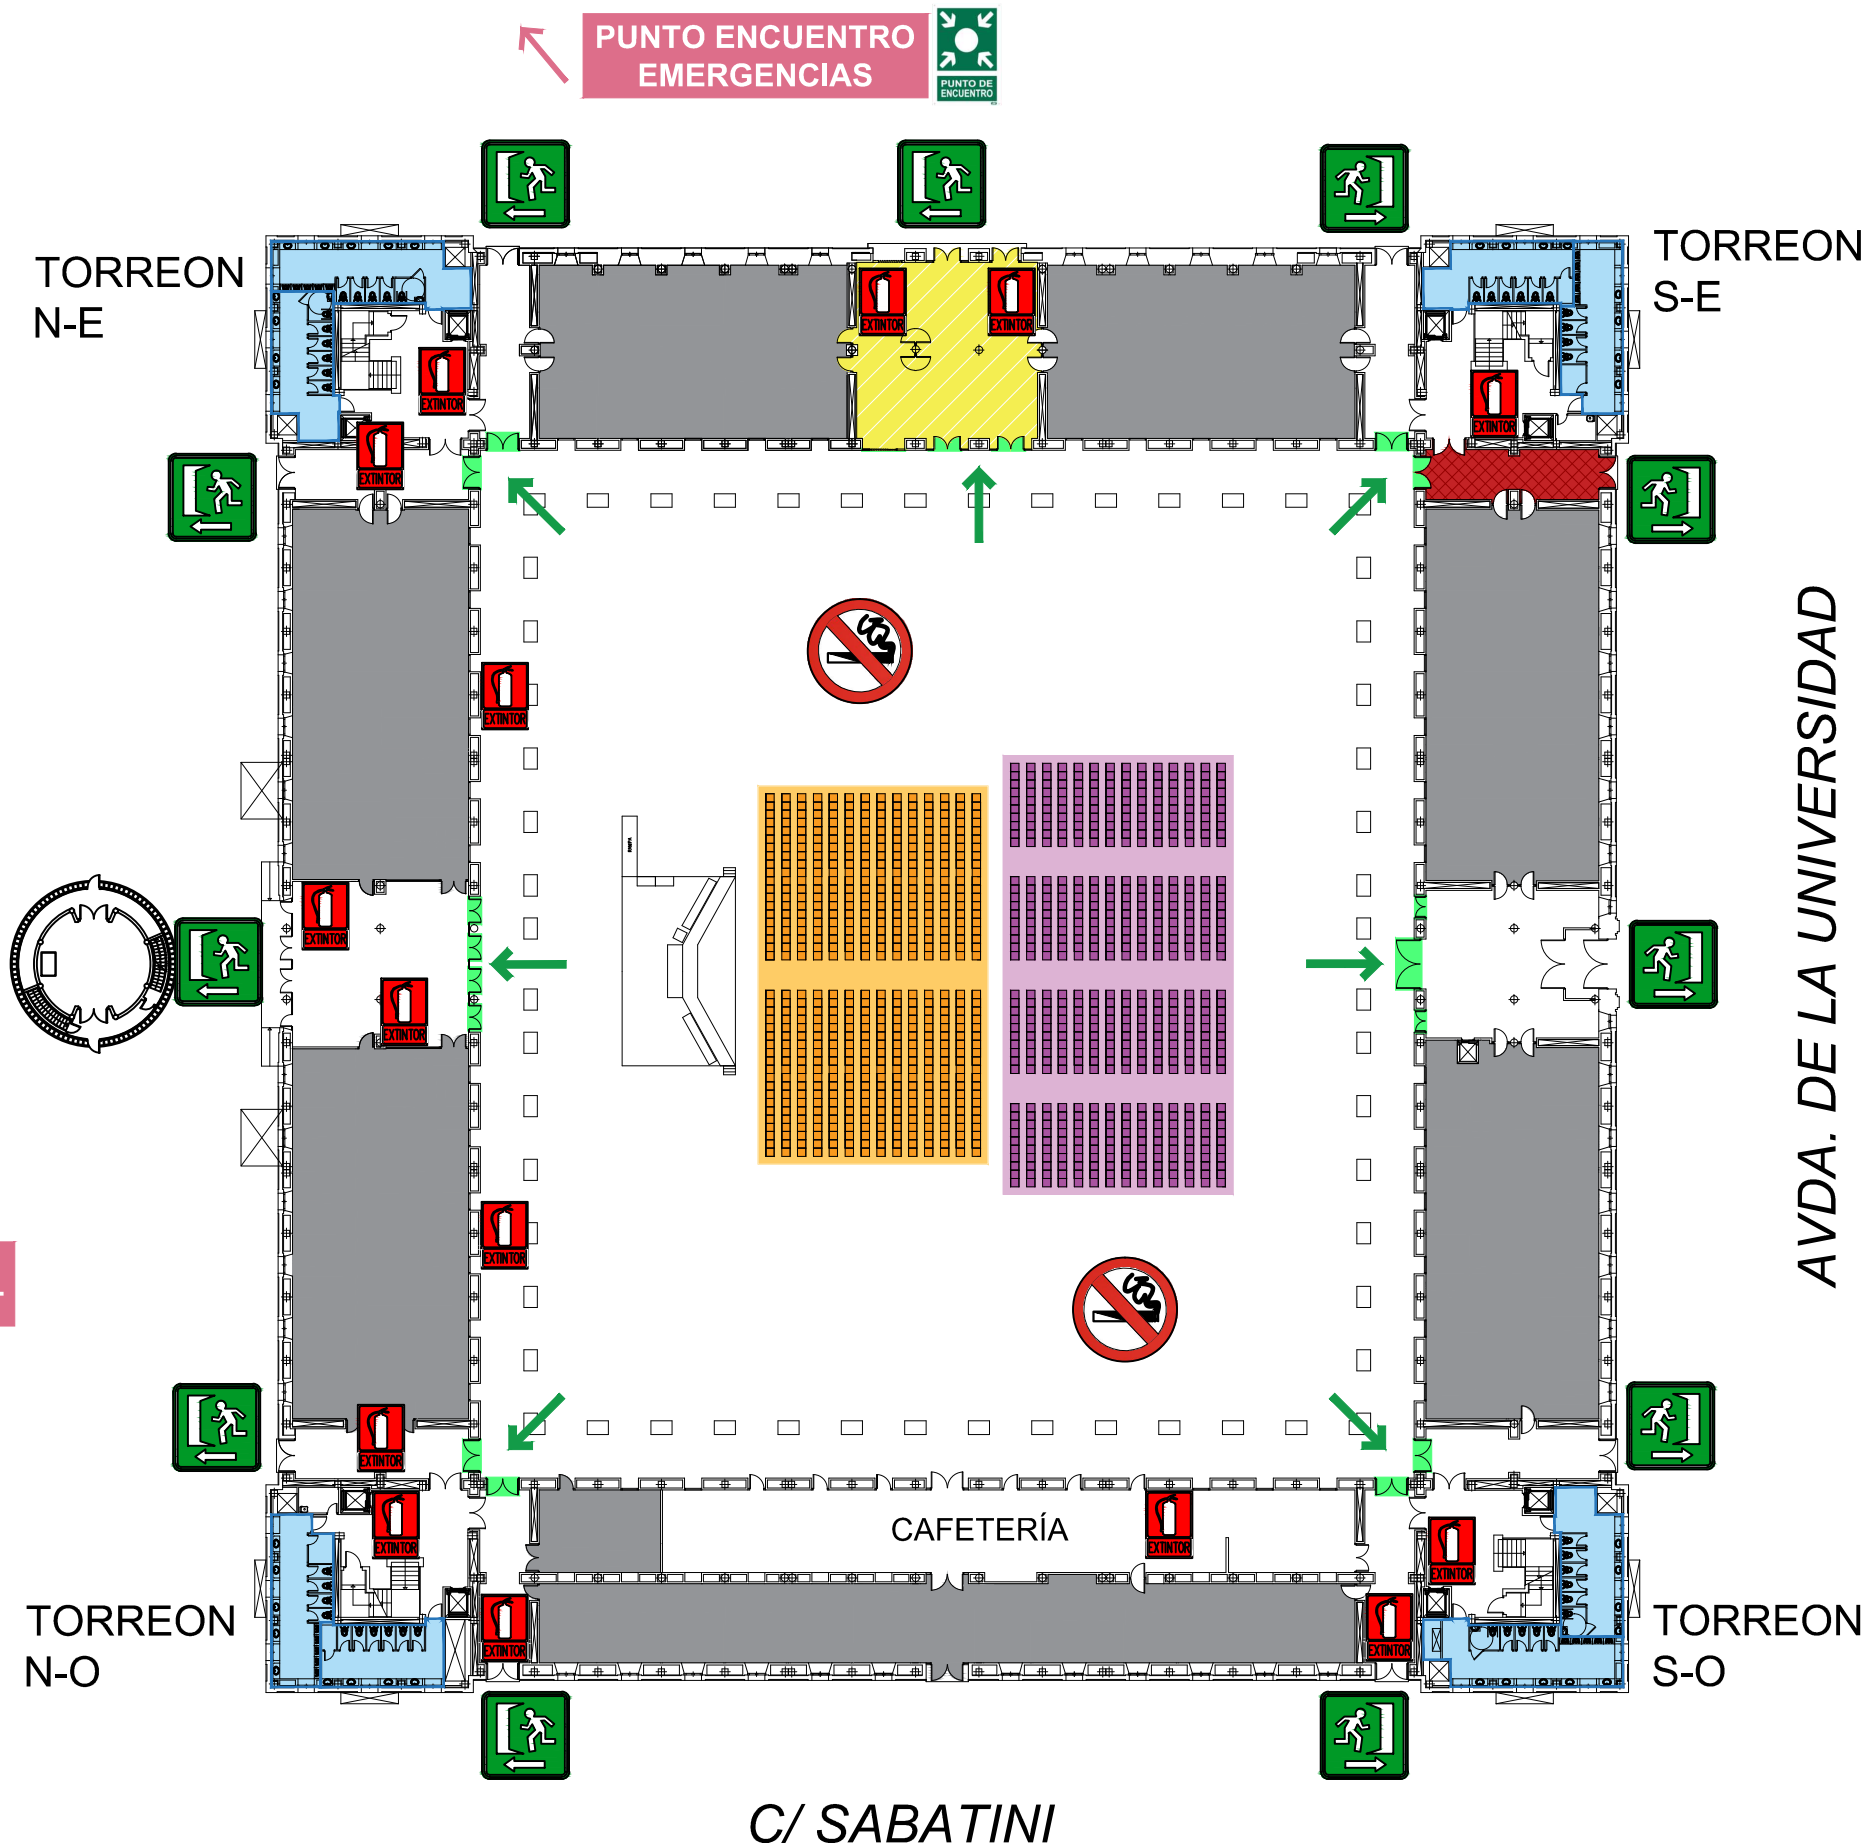 PUNTO ENCUENTRO
EMERGENCIAS
PUNTO DE
ENCUENTRO
TORREON
N-E
TORREON
S-E
EXTINTOR
EXTINTOR
EXTINTOR
EXTINTOR
EXTINTOR
EXTINTOR
AVDA. DE LA UNIVERSIDAD
RAMPA
EXTINTOR
EXTINTOR
EXTINTOR
EXTINTOR
EXTINTOR
CAFETERÍA
EXTINTOR
EXTINTOR
EXTINTOR
EXTINTOR
TORREON
N-O
TORREON
S-O
C/ SABATINI